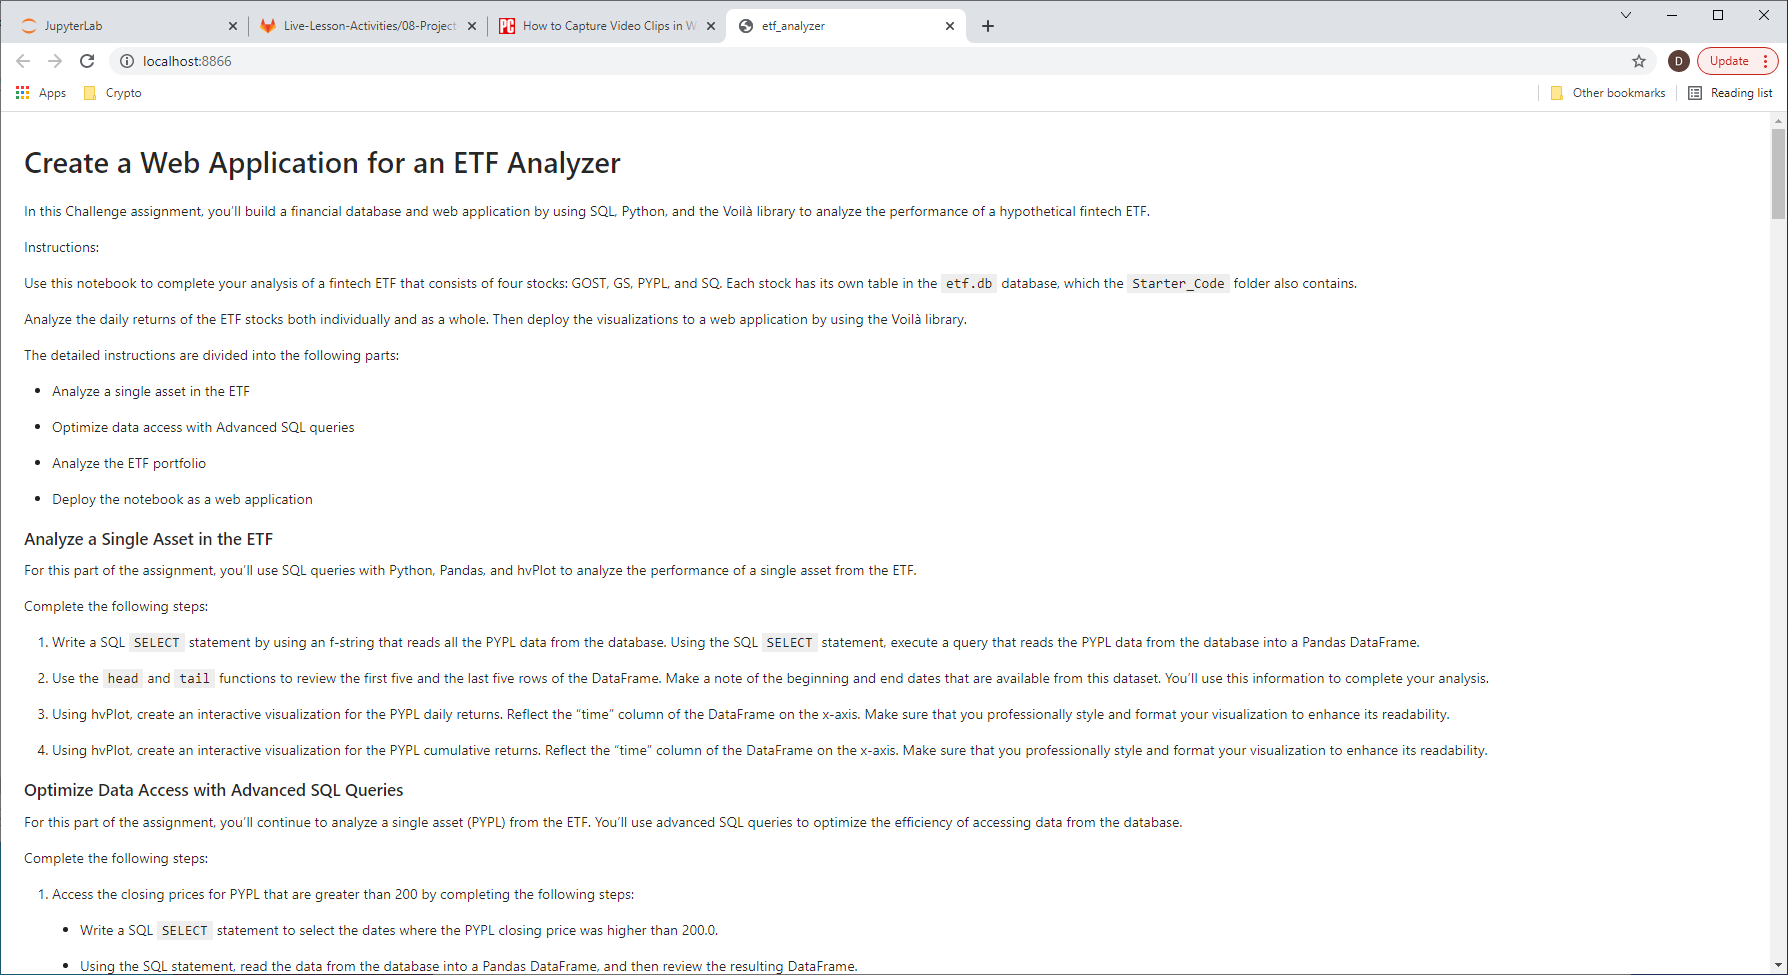 JupyterLab
Live-Lesson-Activities/08-Project
How to Capture Video Clips in W
etf_analyzer
localhost:8866
D
Update
Apps
Crypto
Other bookmarks
Reading list
Create a Web Application for an ETF Analyzer
In this Challenge assignment, you’ll build a financial database and web application by using SQL, Python, and the Voilà library to analyze the performance of a hypothetical fintech ETF.
Instructions:
Use this notebook to complete your analysis of a fintech ETF that consists of four stocks: GOST, GS, PYPL, and SQ. Each stock has its own table in the etf.db database, which the Starter_Code folder also contains.
Analyze the daily returns of the ETF stocks both individually and as a whole. Then deploy the visualizations to a web application by using the Voilà library.
The detailed instructions are divided into the following parts:
• Analyze a single asset in the ETF
• Optimize data access with Advanced SQL queries
• Analyze the ETF portfolio
• Deploy the notebook as a web application
Analyze a Single Asset in the ETF
For this part of the assignment, you’ll use SQL queries with Python, Pandas, and hvPlot to analyze the performance of a single asset from the ETF.
Complete the following steps:
1. Write a SQL SELECT statement by using an f-string that reads all the PYPL data from the database. Using the SQL SELECT statement, execute a query that reads the PYPL data from the database into a Pandas DataFrame.
2. Use the head and tail functions to review the first five and the last five rows of the DataFrame. Make a note of the beginning and end dates that are available from this dataset. You’ll use this information to complete your analysis.
3. Using hvPlot, create an interactive visualization for the PYPL daily returns. Reflect the “time” column of the DataFrame on the x-axis. Make sure that you professionally style and format your visualization to enhance its readability.
4. Using hvPlot, create an interactive visualization for the PYPL cumulative returns. Reflect the “time” column of the DataFrame on the x-axis. Make sure that you professionally style and format your visualization to enhance its readability.
Optimize Data Access with Advanced SQL Queries
For this part of the assignment, you’ll continue to analyze a single asset (PYPL) from the ETF. You’ll use advanced SQL queries to optimize the efficiency of accessing data from the database.
Complete the following steps:
1. Access the closing prices for PYPL that are greater than 200 by completing the following steps:
• Write a SQL SELECT statement to select the dates where the PYPL closing price was higher than 200.0.
• Using the SQL statement, read the data from the database into a Pandas DataFrame, and then review the resulting DataFrame.